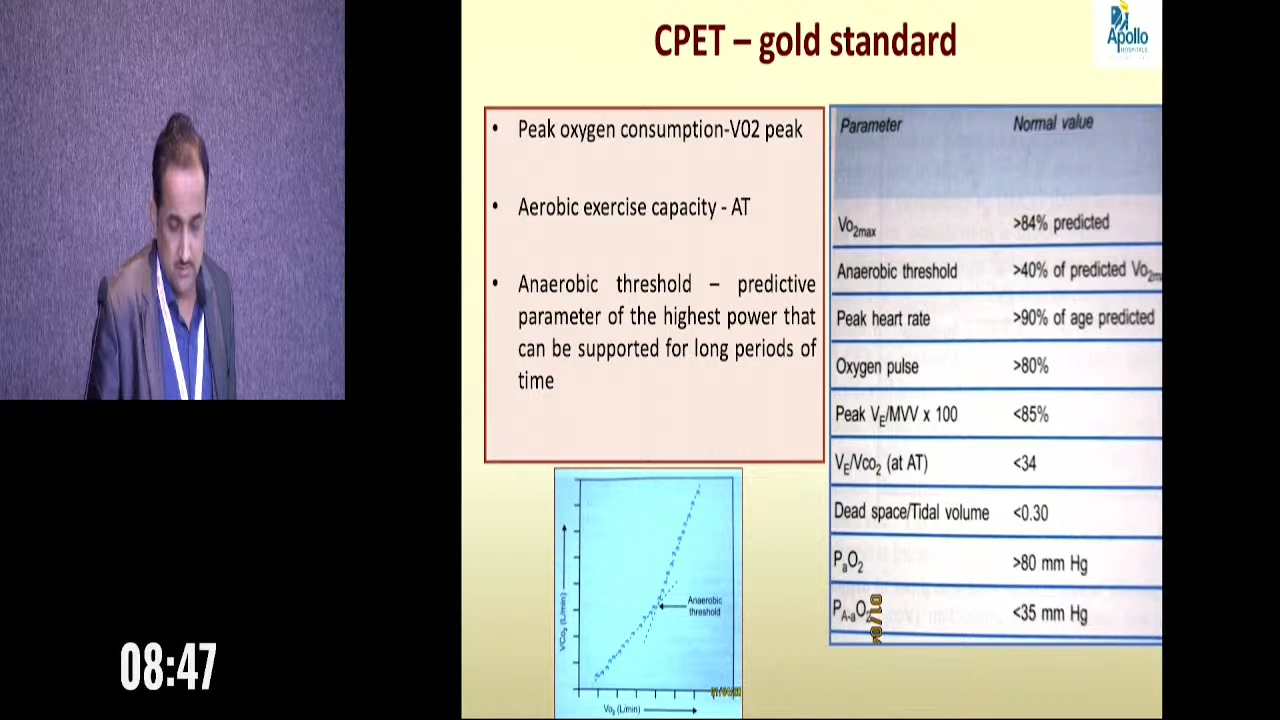 CPET – gold standard
Apollo
HOSPITALS
• Peak oxygen consumption-V02 peak
• Aerobic exercise capacity - AT
• Anaerobic threshold – predictive
parameter of the highest power that
can be supported for long periods of
time
Parameter Normal value
Vo2max >84% predicted
Anaerobic threshold >40% of predicted Vo2m
Peak heart rate >90% of age predicted
Oxygen pulse >80%
Peak VE/MVV x 100 <85%
VE/Vco2 (at AT) <34
Dead space/Tidal volume <0.30
PaO2 >80 mm Hg
PA-aO2 <35 mm Hg
01/04
Anaerobic
threshold
VCo2 (L/min)
Vo2 (L/min)
08:47